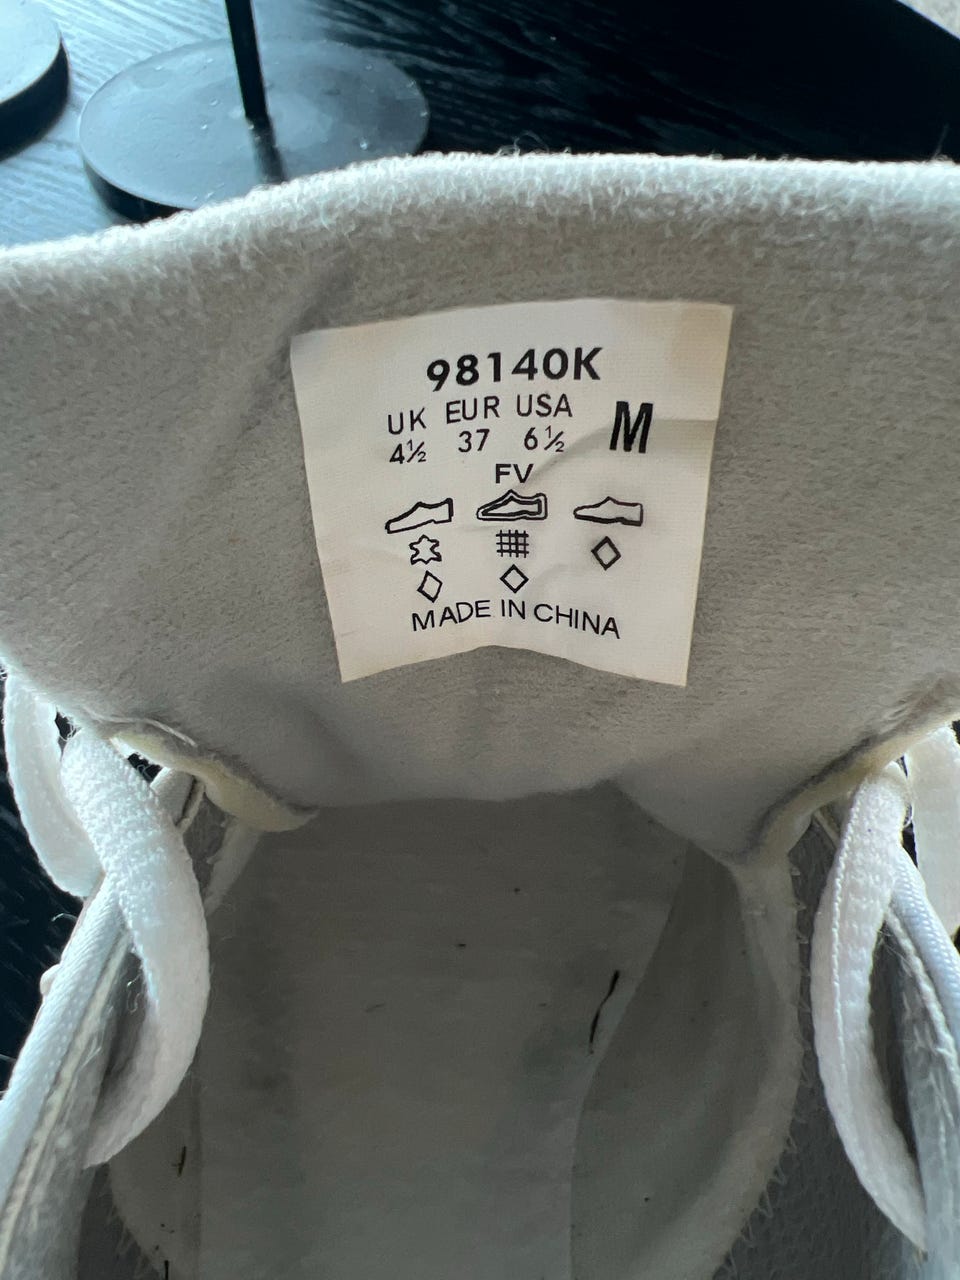 98140K
UK EUR USA M
4½ 37 6½
FV
MADE IN CHINA